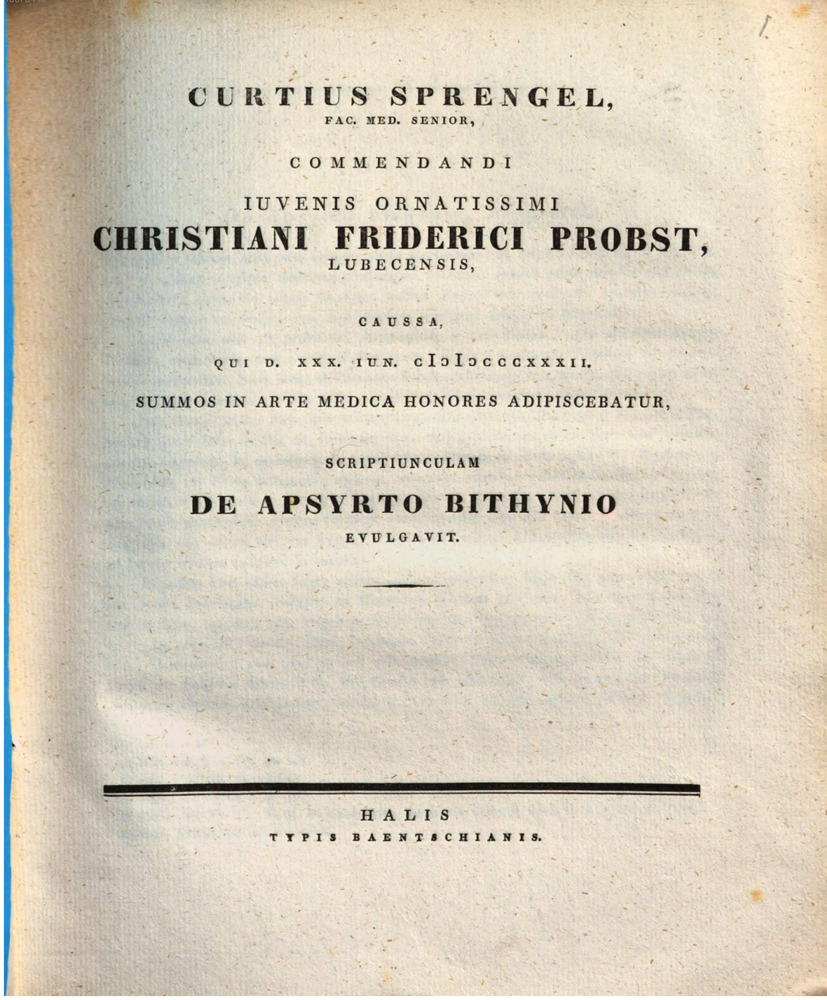 1.
CURTIUS SPRENGEL,
FAC. MED. SENIOR,
COMMENDANDI
IUVENIS ORNATISSIMI
CHRISTIANI FRIDERICI PROBST,
LUBECENSIS,
CAUSSA,
QUI D. XXX. IUN. cIↄIↄCCCXXXII.
SUMMOS IN ARTE MEDICA HONORES ADIPISCEBATUR,
SCRIPTIUNCULAM
DE APSYRTO BITHYNIO
EVULGAVIT.
HALIS
TYPIS BAENTSCHIANIS.